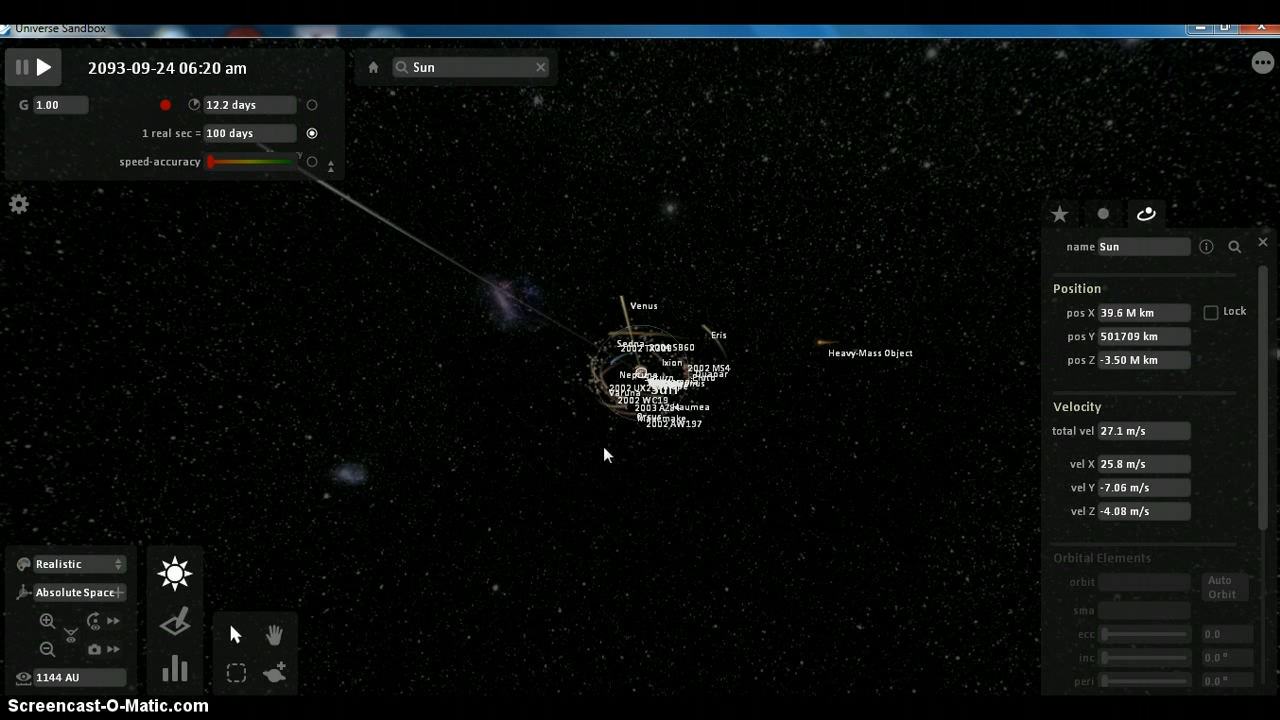 Universe Sandbox
2093-09-24 06:20 am
Sun
G 1.00
12.2 days
1 real sec = 100 days
speed-accuracy
name Sun
Position
pos X 39.6 M km
Lock
pos Y 501709 km
pos Z -3.50 M km
Velocity
total vel 27.1 m/s
vel X 25.8 m/s
vel Y -7.06 m/s
vel Z -4.08 m/s
Orbital Elements
orbit
Auto
Orbit
sma
ecc 0.0
inc 0.0 °
peri 0.0 °
Venus
Eris
Sedna
Heavy-Mass Object
Ixion
2002 MS4
Sun
Varuna
2002 WC19
Haumea
2002 AW197
Realistic
Absolute Space
1144 AU
Screencast-O-Matic.com